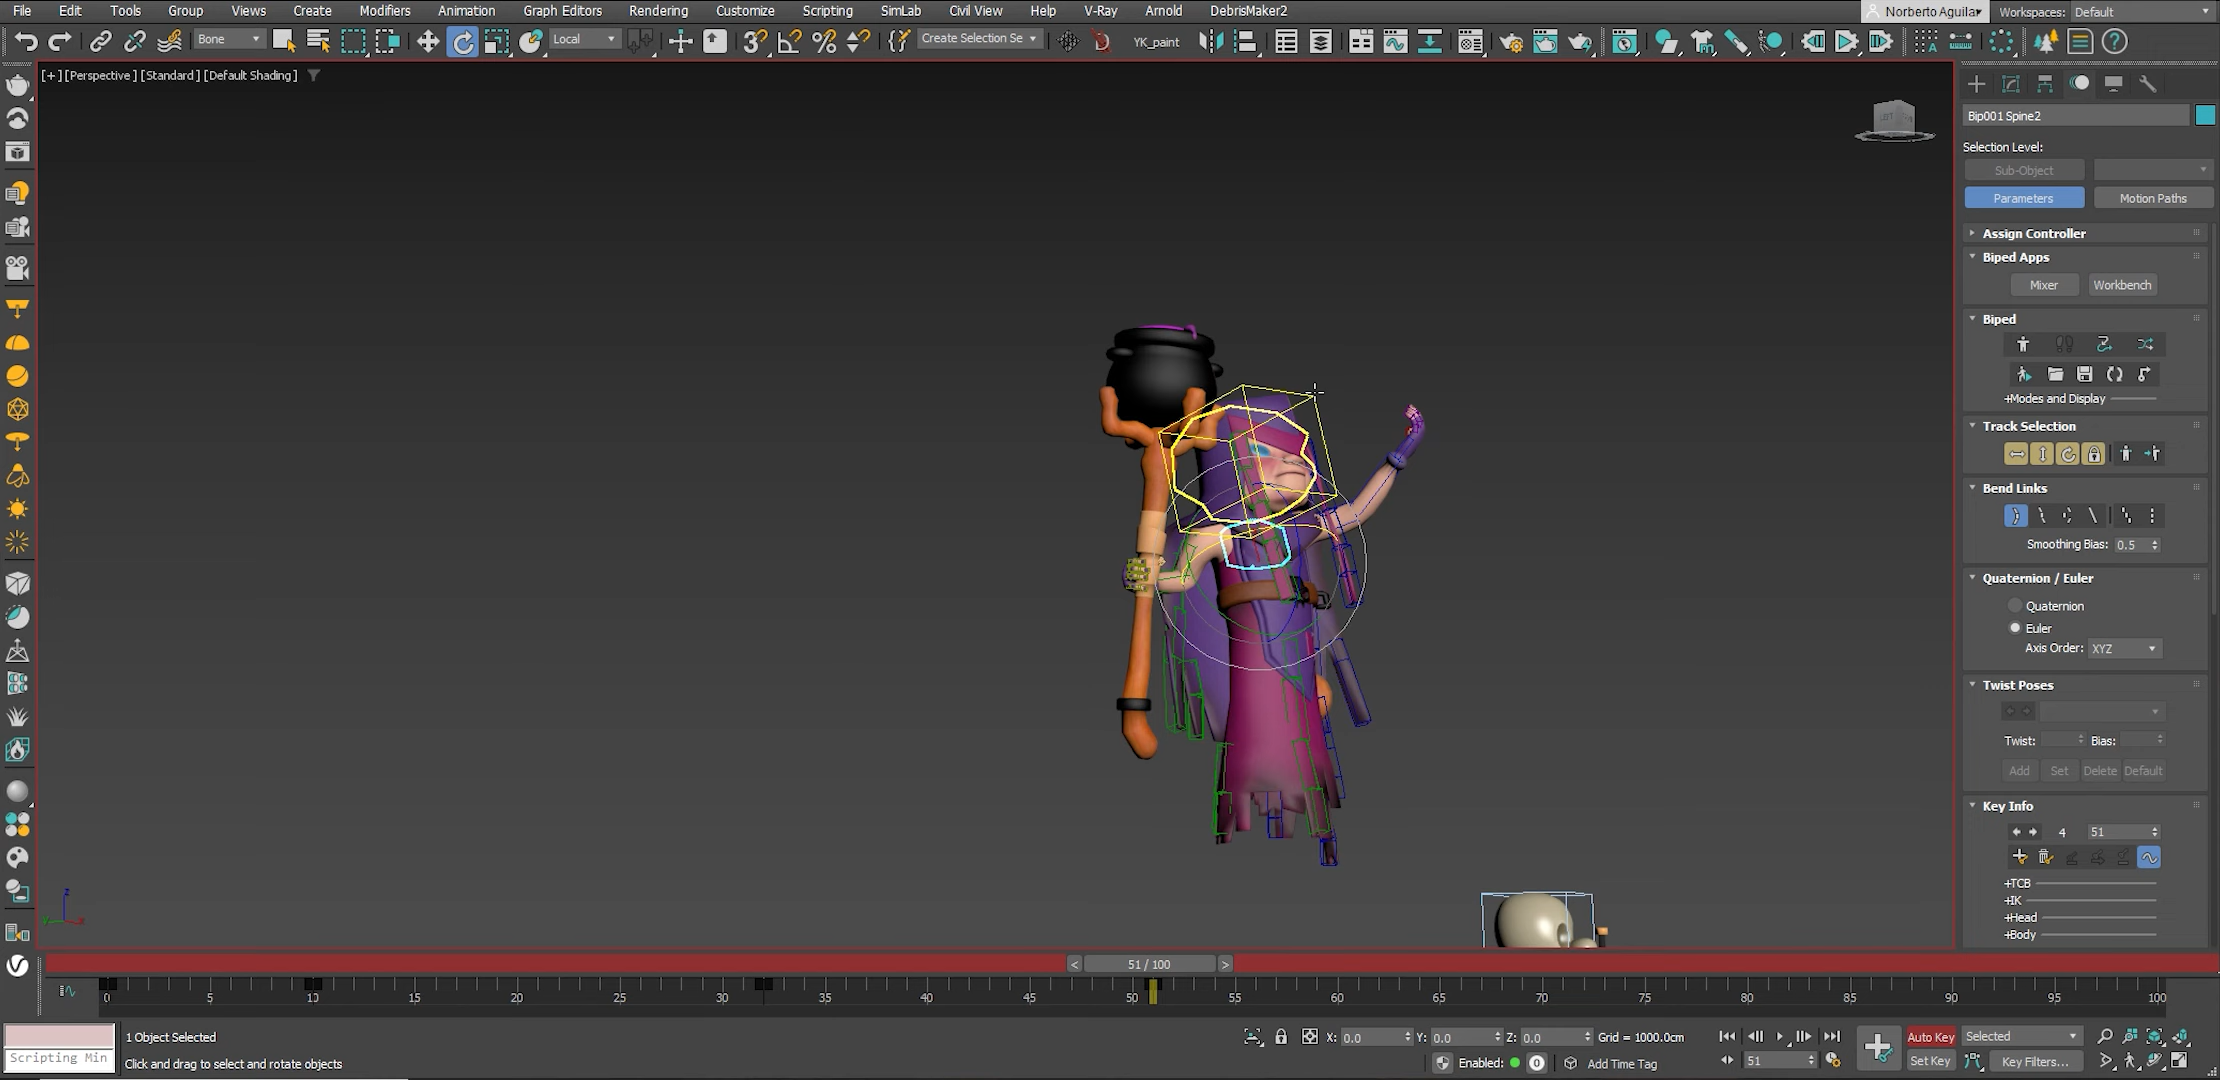 File Edit Tools Group Views Create Modifiers Animation Graph Editors Rendering Customize Scripting SimLab Civil View Help V-Ray Arnold DebrisMaker2 Norberto Aguilar Workspaces: Default
Bone Local Create Selection Se YK_paint
[+] [Perspective] [Standard] [Default Shading]
Bip001 Spine2
Selection Level:
Sub-Object
Parameters Motion Paths
Assign Controller
Biped Apps
Mixer Workbench
Biped
+Modes and Display
Track Selection
Bend Links
Smoothing Bias: 0.5
Quaternion / Euler
Quaternion
Euler
Axis Order: XYZ
Twist Poses
Twist: Bias:
Add Set Delete Default
Key Info
4 51
+TCB
+IK
+Head
+Body
z
x
< 51 / 100 >
0 5 10 15 20 25 30 35 40 45 50 55 60 65 70 75 80 85 90 95 100
1 Object Selected X: 0.0 Y: 0.0 Z: 0.0 Grid = 1000.0cm Auto Key Selected
Scripting Min Click and drag to select and rotate objects Enabled: 0 Add Time Tag 51 Set Key Key Filters...